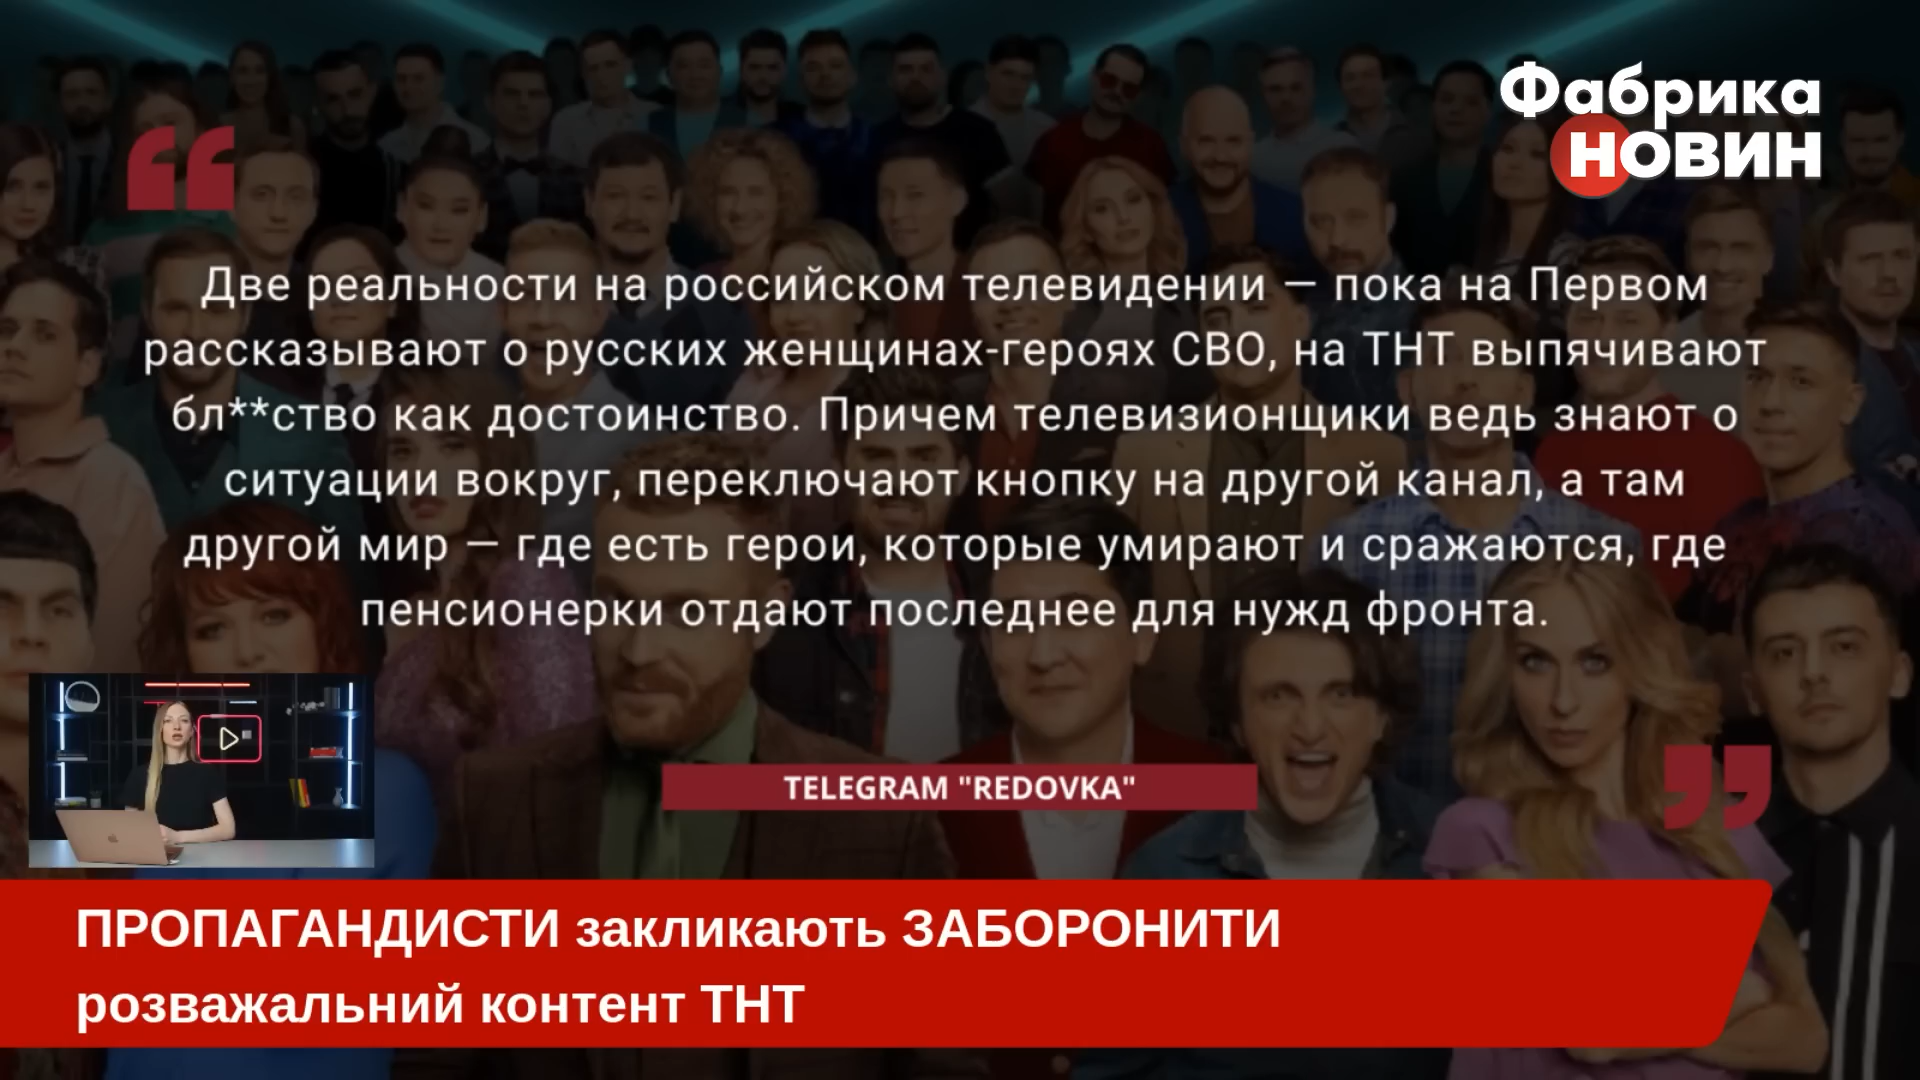 Фабрика
новин
Две реальности на российском телевидении — пока на Первом
рассказывают о русских женщинах-героях СВО, на ТНТ выпячивают
бл**ство как достоинство. Причем телевизионщики ведь знают о
ситуации вокруг, переключают кнопку на другой канал, а там
другой мир — где есть герои, которые умирают и сражаются, где
пенсионерки отдают последнее для нужд фронта.
TELEGRAM "REDOVKA"
ПРОПАГАНДИСТИ закликають ЗАБОРОНИТИ
розважальний контент ТНТ